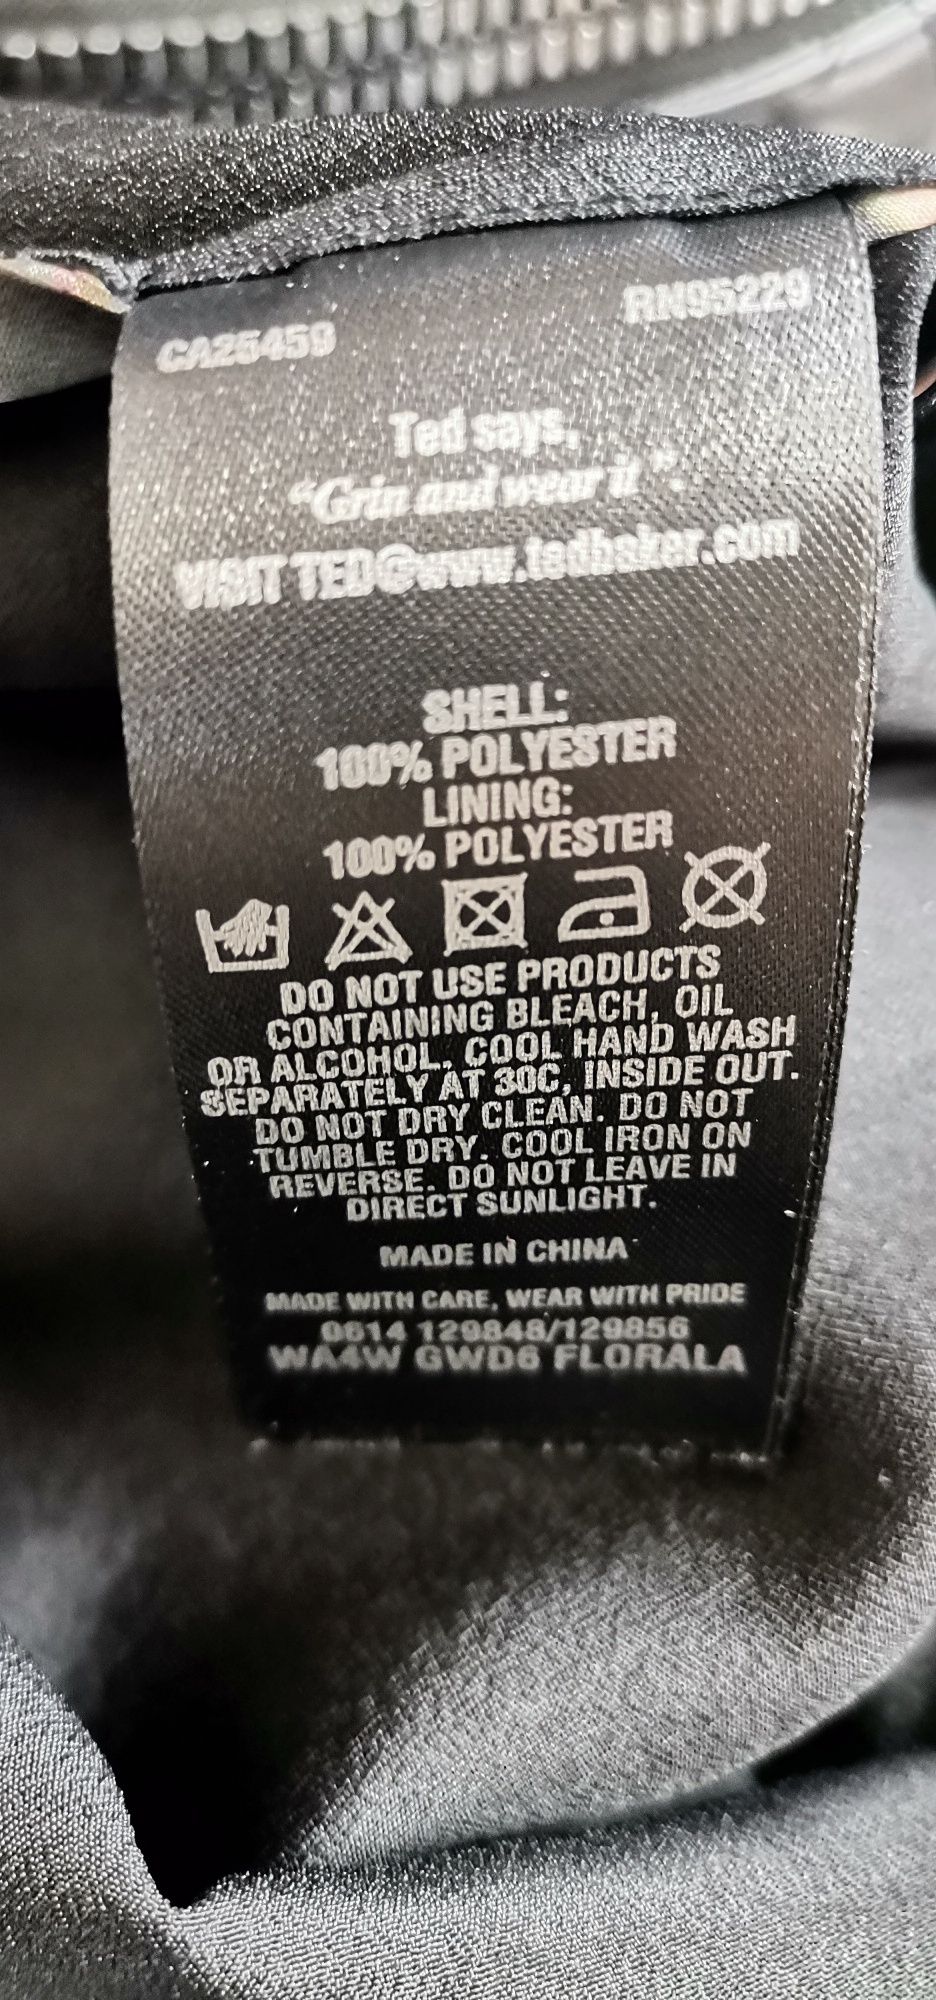 CA25459 RN95229
Ted says,
"Grin and wear it".
VISIT TED@www.tedbaker.com
SHELL:
100% POLYESTER
LINING:
100% POLYESTER
DO NOT USE PRODUCTS
CONTAINING BLEACH, OIL
OR ALCOHOL. COOL HAND WASH
SEPARATELY AT 30C, INSIDE OUT.
DO NOT DRY CLEAN. DO NOT
TUMBLE DRY. COOL IRON ON
REVERSE. DO NOT LEAVE IN
DIRECT SUNLIGHT.
MADE IN CHINA
MADE WITH CARE, WEAR WITH PRIDE
0614 129848/129856
WA4W GWD6 FLORALA